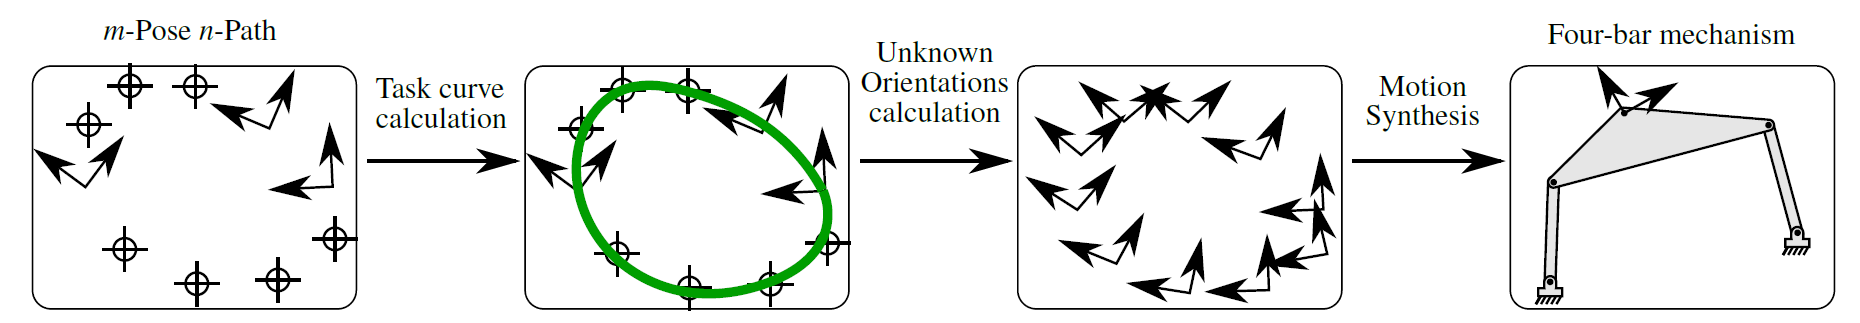 m-Pose n-Path
Task curve
calculation
Unknown
Orientations
calculation
Motion
Synthesis
Four-bar mechanism